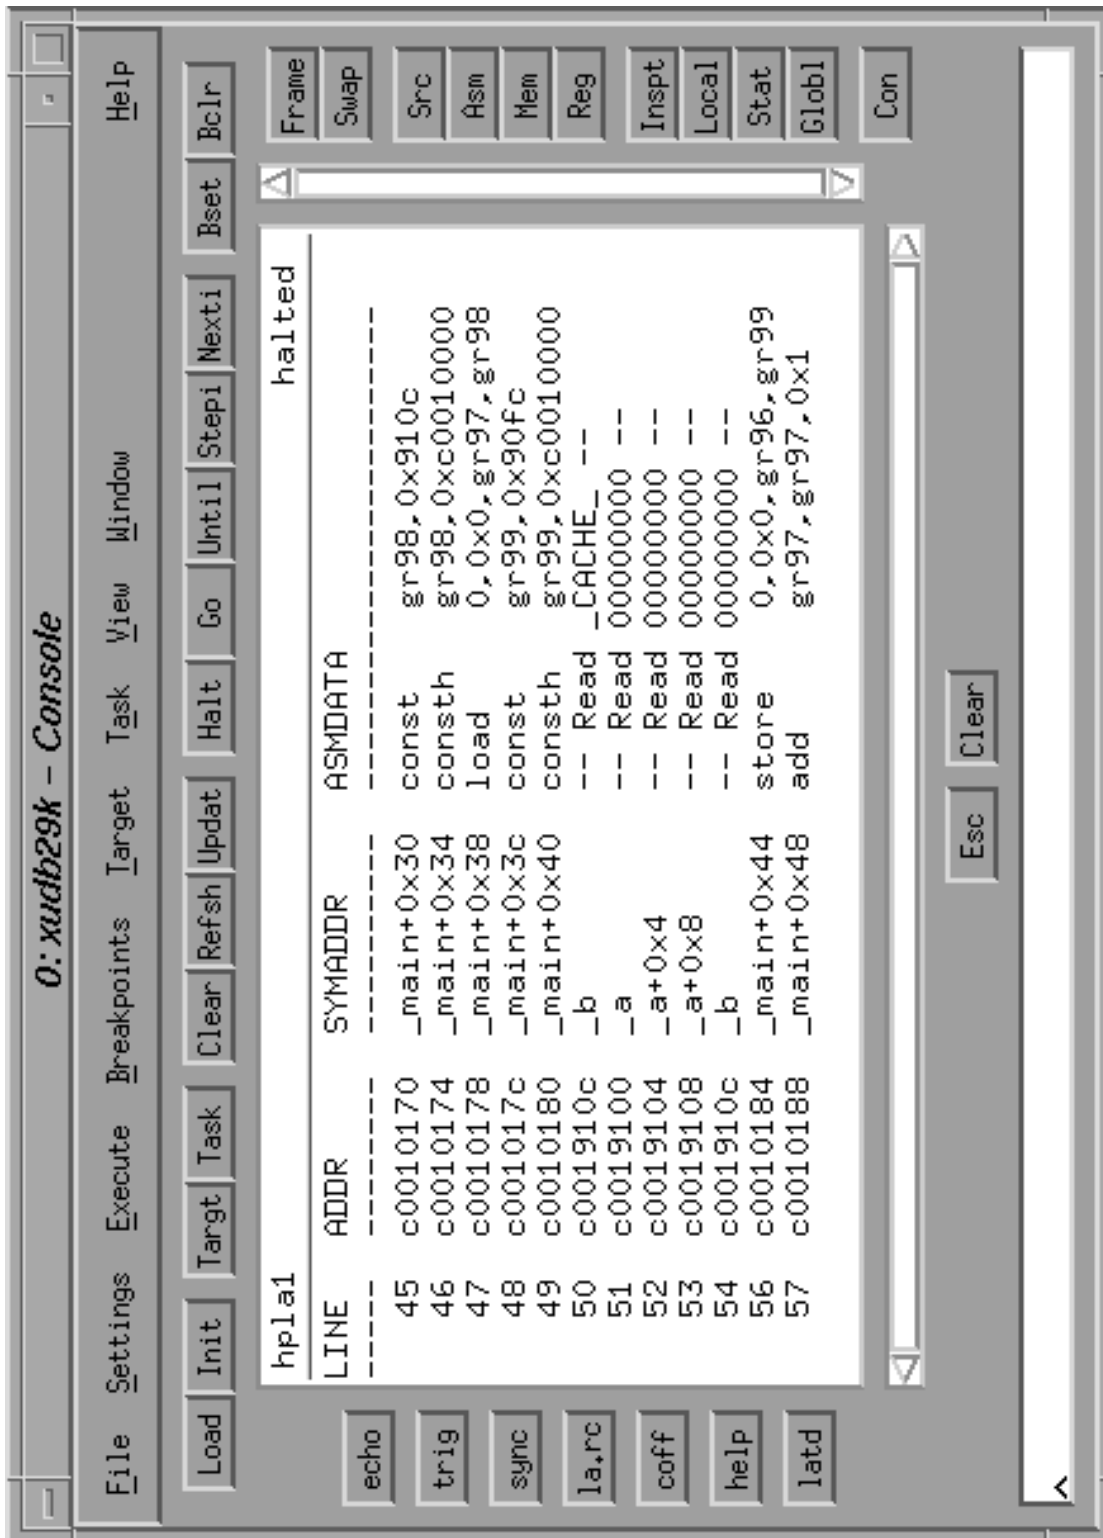 0: xudb29k – Console
File Settings Execute Breakpoints Target Task View Window Help
Load Init Targt Task Clear Refsh Updat Halt Go Until Stepi Nexti Bset Bclr
hpla1 halted
LINE ADDR SYMADDR ASMDATA
----- -------- ----------- ------------------------------
45 c0010170 _main+0x30 const gr98,0x910c
46 c0010174 _main+0x34 consth gr98,0xc0010000
47 c0010178 _main+0x38 load 0,0x0,gr97,gr98
48 c001017c _main+0x3c const gr99,0x90fc
49 c0010180 _main+0x40 consth gr99,0xc0010000
50 c001910c _b -- Read _CACHE_ --
51 c0019100 _a -- Read 00000000 --
52 c0019104 _a+0x4 -- Read 00000000 --
53 c0019108 _a+0x8 -- Read 00000000 --
54 c001910c _b -- Read 00000000 --
56 c0010184 _main+0x44 store 0,0x0,gr96,gr99
57 c0010188 _main+0x48 add gr97,gr97,0x1
echo
trig
sync
la.rc
coff
help
latd
Frame
Swap
Src
Asm
Mem
Reg
Inspt
Local
Stat
Globl
Con
Esc Clear